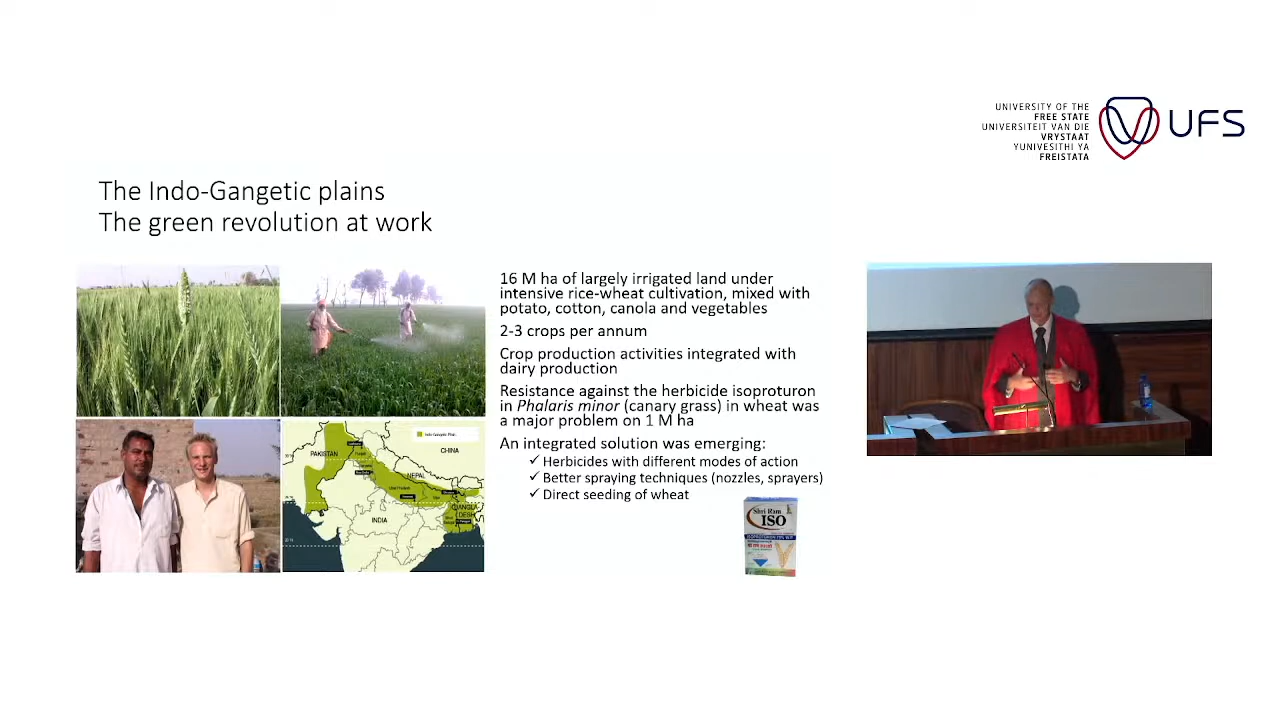 UNIVERSITY OF THE
FREE STATE
UNIVERSITEIT VAN DIE
VRYSTAAT
YUNIVESITHI YA
FREISTATA
UFS
The Indo-Gangetic plains
The green revolution at work
16 M ha of largely irrigated land under
intensive rice-wheat cultivation, mixed with
potato, cotton, canola and vegetables
2-3 crops per annum
Crop production activities integrated with
dairy production
Resistance against the herbicide isoproturon
in Phalaris minor (canary grass) in wheat was
a major problem on 1 M ha
An integrated solution was emerging:
✓ Herbicides with different modes of action
✓ Better spraying techniques (nozzles, sprayers)
✓ Direct seeding of wheat
Indo-Gangetic Plain
PAKISTAN
CHINA
NEPAL
INDIA
BANGLA
DESH
Shri Ram
ISO